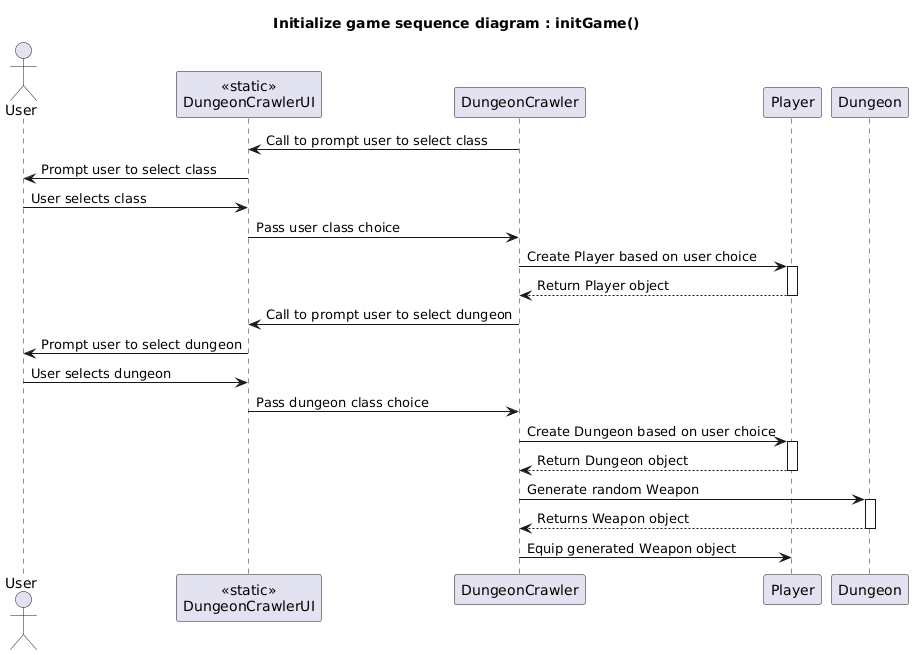 Initialize game sequence diagram : initGame()
User
«static»
DungeonCrawlerUI
DungeonCrawler
Player
Dungeon
Call to prompt user to select class
Prompt user to select class
User selects class
Pass user class choice
Create Player based on user choice
Return Player object
Call to prompt user to select dungeon
Prompt user to select dungeon
User selects dungeon
Pass dungeon class choice
Create Dungeon based on user choice
Return Dungeon object
Generate random Weapon
Returns Weapon object
Equip generated Weapon object
User
«static»
DungeonCrawlerUI
DungeonCrawler
Player
Dungeon